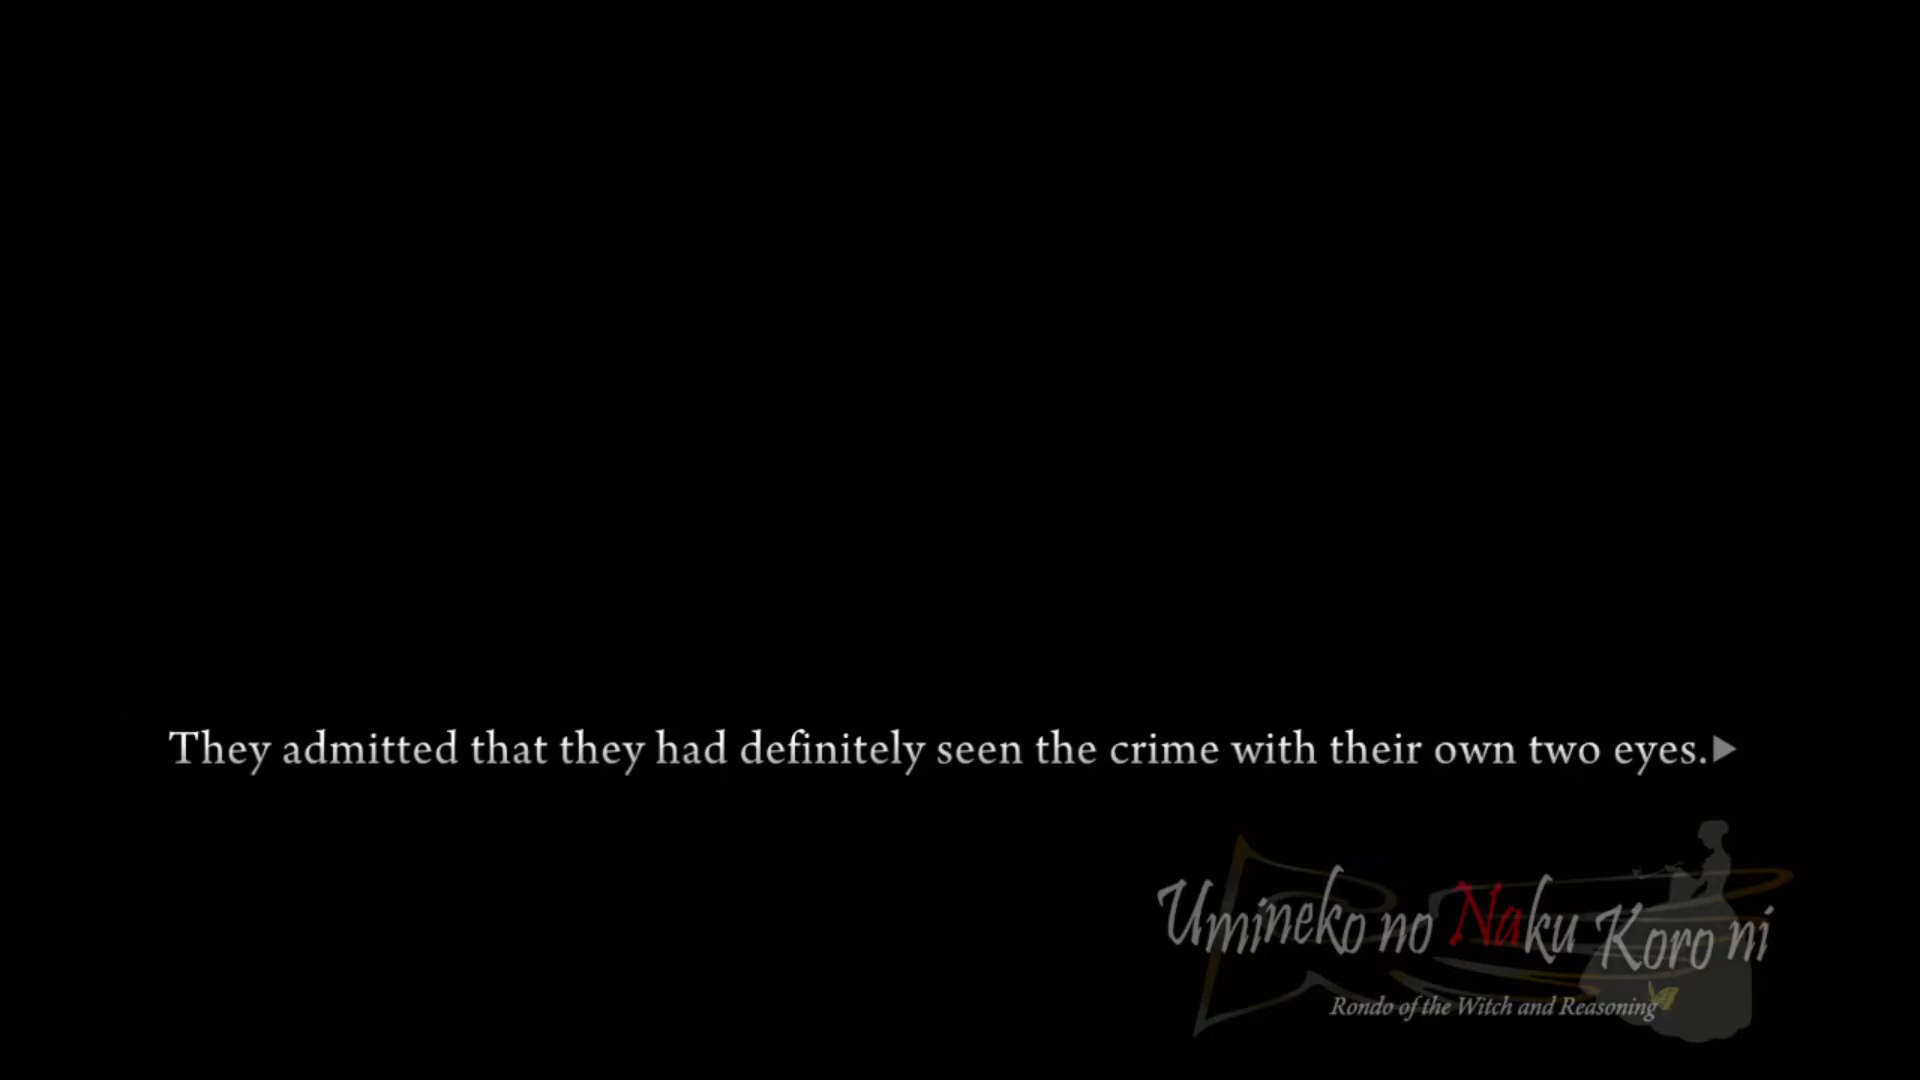 They admitted that they had definitely seen the crime with their own two eyes.
Umineko no Naku Koro ni
Rondo of the Witch and Reasoning